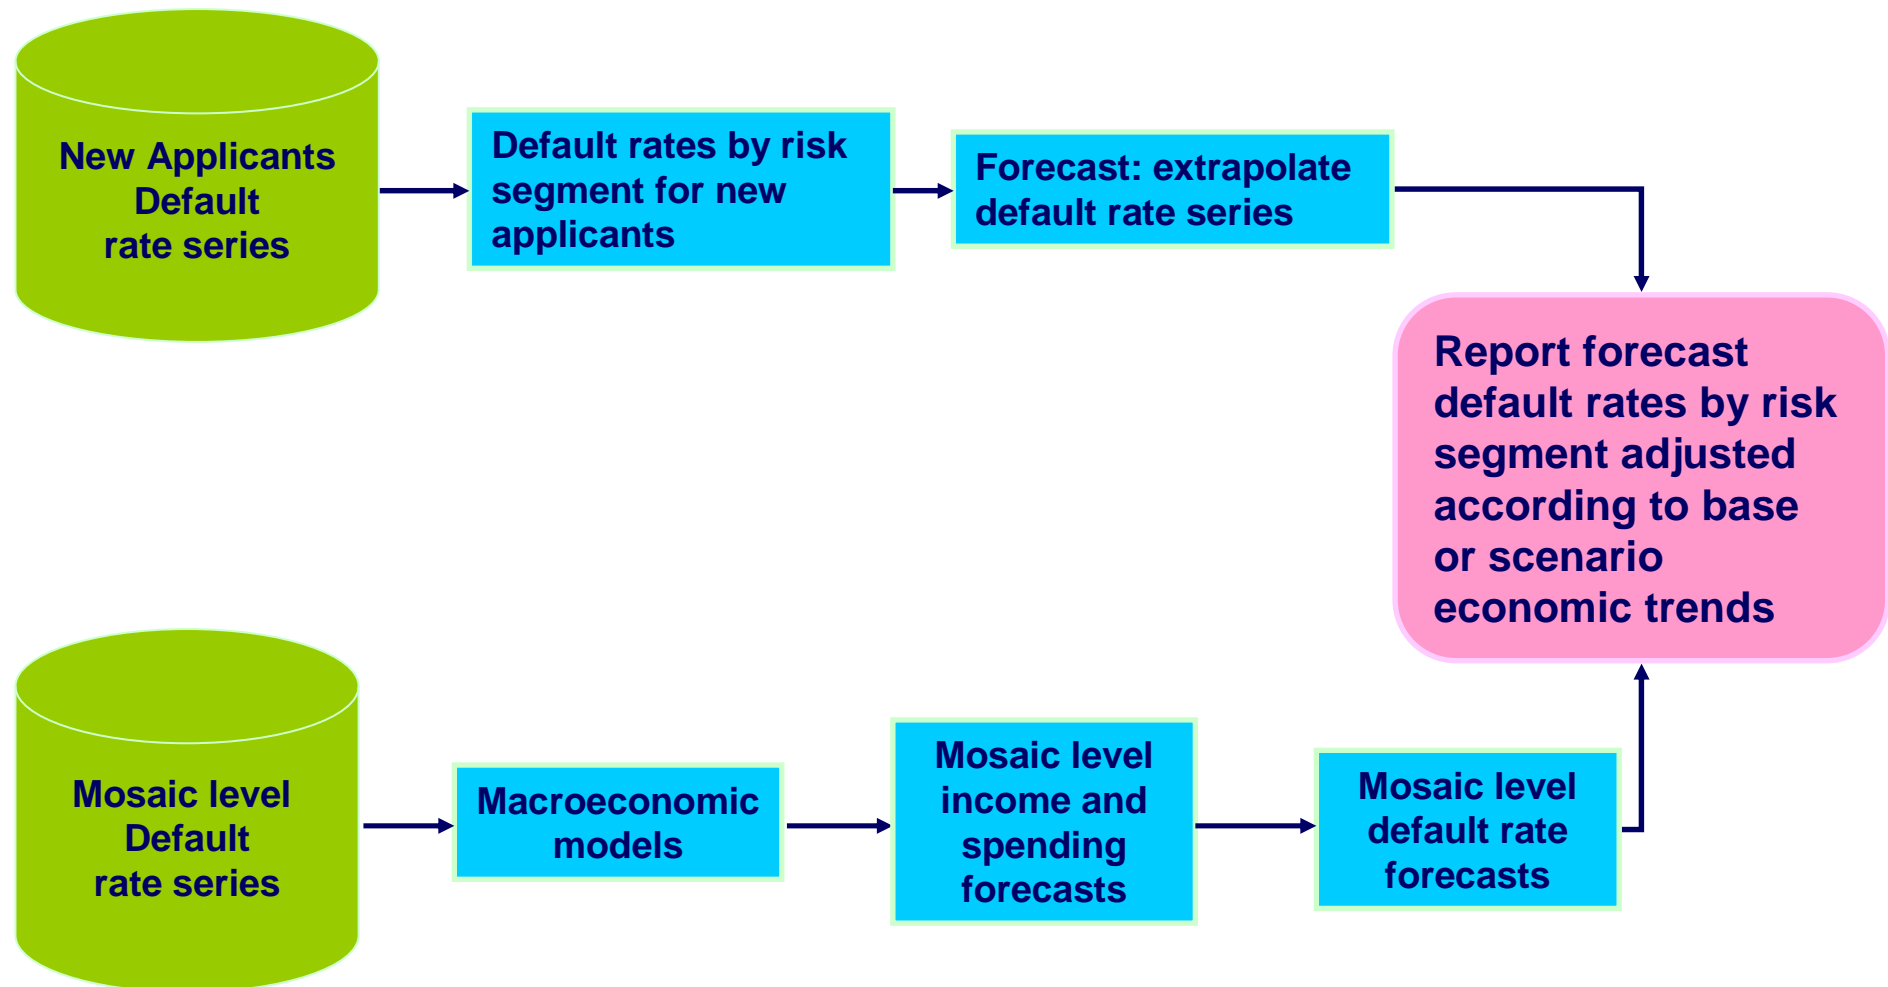 New Applicants
Default
rate series
Default rates by risk
segment for new
applicants
Forecast: extrapolate
default rate series
Report forecast
default rates by risk
segment adjusted
according to base
or scenario
economic trends
Mosaic level
Default
rate series
Macroeconomic
models
Mosaic level
income and
spending
forecasts
Mosaic level
default rate
forecasts